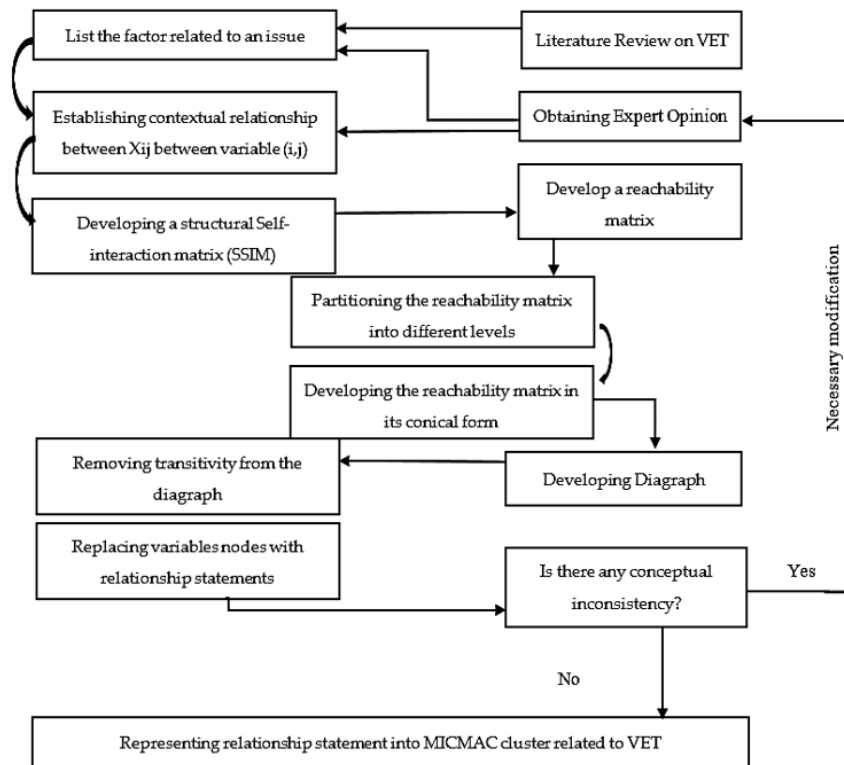 List the factor related to an issue
Literature Review on VET
Establishing contextual relationship
between Xij between variable (i,j)
Obtaining Expert Opinion
Developing a structural Self-
interaction matrix (SSIM)
Develop a reachability
matrix
Partitioning the reachability matrix
into different levels
Necessary modification
Developing the reachability matrix in
its conical form
Removing transitivity from the
diagraph
Developing Diagraph
Replacing variables nodes with
relationship statements
Is there any conceptual
inconsistency?
Yes
No
Representing relationship statement into MICMAC cluster related to VET